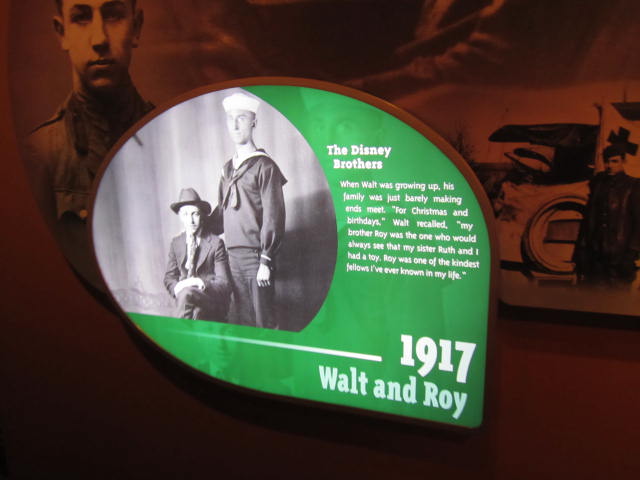 The Disney
Brothers
When Walt was growing up, his
family was just barely making
ends meet. "For Christmas and
birthdays," Walt recalled, "my
brother Roy was the one who would
always see that my sister Ruth and I
had a toy. Roy was one of the kindest
fellows I've ever known in my life."
1917
Walt and Roy